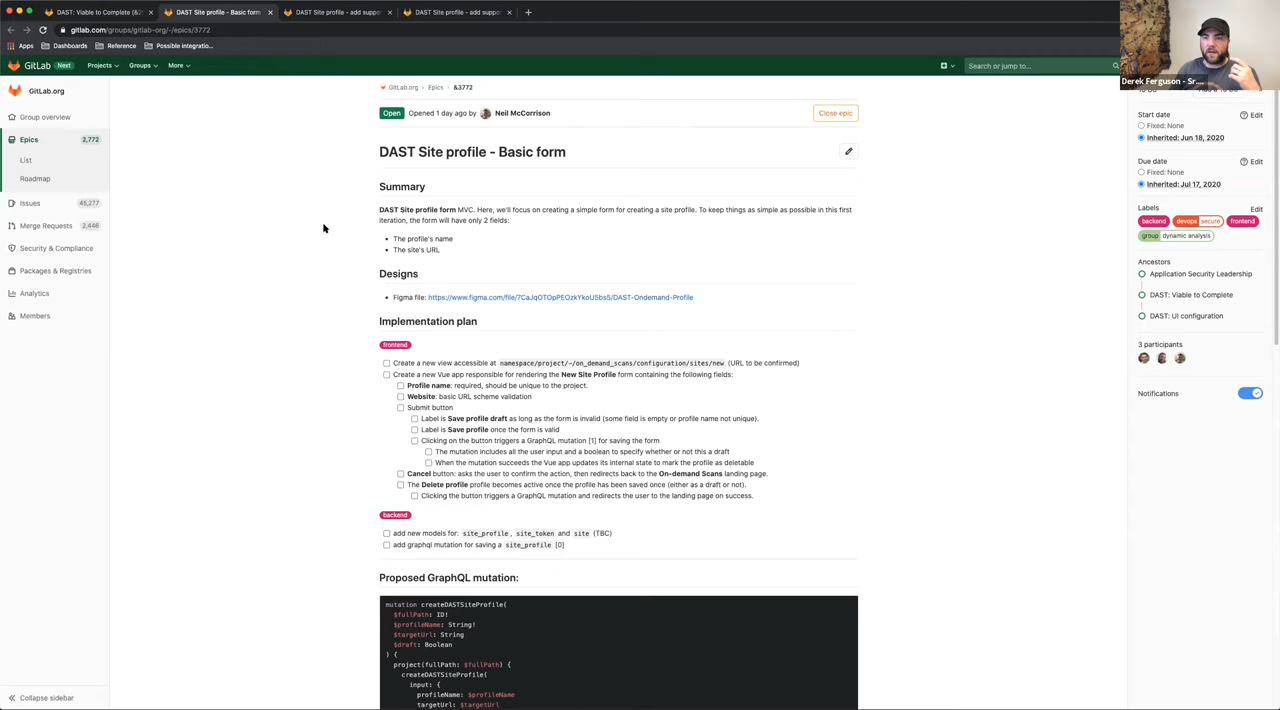 DAST: Viable to Complete (&2
DAST Site profile - Basic form
DAST Site profile - add suppo
DAST Site profile - add suppo
gitlab.com/groups/gitlab-org/-/epics/3772
Apps
Dashboards
Reference
Possible integratio...
GitLab
Next
Projects
Groups
More
Search or jump to...
Derek Ferguson - Sr....
GitLab.org
Group overview
Epics
2,772
List
Roadmap
Issues
45,277
Merge Requests
2,446
Security & Compliance
Packages & Registries
Analytics
Members
Collapse sidebar
GitLab.org
Epics
&3772
Open
Opened 1 day ago by
Neil McCorrison
Close epic
DAST Site profile - Basic form
Summary
DAST Site profile form MVC. Here, we'll focus on creating a simple form for creating a site profile. To keep things as simple as possible in this first
iteration, the form will have only 2 fields:
The profile's name
The site's URL
Designs
Figma file: https://www.figma.com/file/7CaJqOTOpPEOzkYkoU5bs5/DAST-Ondemand-Profile
Implementation plan
frontend
Create a new view accessible at namespace/project/-/on_demand_scans/configuration/sites/new (URL to be confirmed)
Create a new Vue app responsible for rendering the New Site Profile form containing the following fields:
Profile name: required, should be unique to the project.
Website: basic URL scheme validation
Submit button
Label is Save profile draft as long as the form is invalid (some field is empty or profile name not unique).
Label is Save profile once the form is valid
Clicking on the button triggers a GraphQL mutation [1] for saving the form
The mutation includes all the user input and a boolean to specify whether or not this a draft
When the mutation succeeds the Vue app updates its internal state to mark the profile as deletable
Cancel button: asks the user to confirm the action, then redirects back to the On-demand Scans landing page.
The Delete profile profile becomes active once the profile has been saved once (either as a draft or not).
Clicking the button triggers a GraphQL mutation and redirects the user to the landing page on success.
backend
add new models for: site_profile, site_token and site (TBC)
add graphql mutation for saving a site_profile [0]
Proposed GraphQL mutation:
mutation createDASTSiteProfile(
$fullPath: ID!
$profileName: String!
$targetUrl: String
$draft: Boolean
) {
project(fullPath: $fullPath) {
createDASTSiteProfile(
input: {
profileName: $profileName
targetUrl: $targetUrl
Start date
Edit
Fixed: None
Inherited: Jun 18, 2020
Due date
Edit
Fixed: None
Inherited: Jul 17, 2020
Labels
Edit
backend
devops
secure
frontend
group
dynamic analysis
Ancestors
Application Security Leadership
DAST: Viable to Complete
DAST: UI configuration
3 participants
Notifications